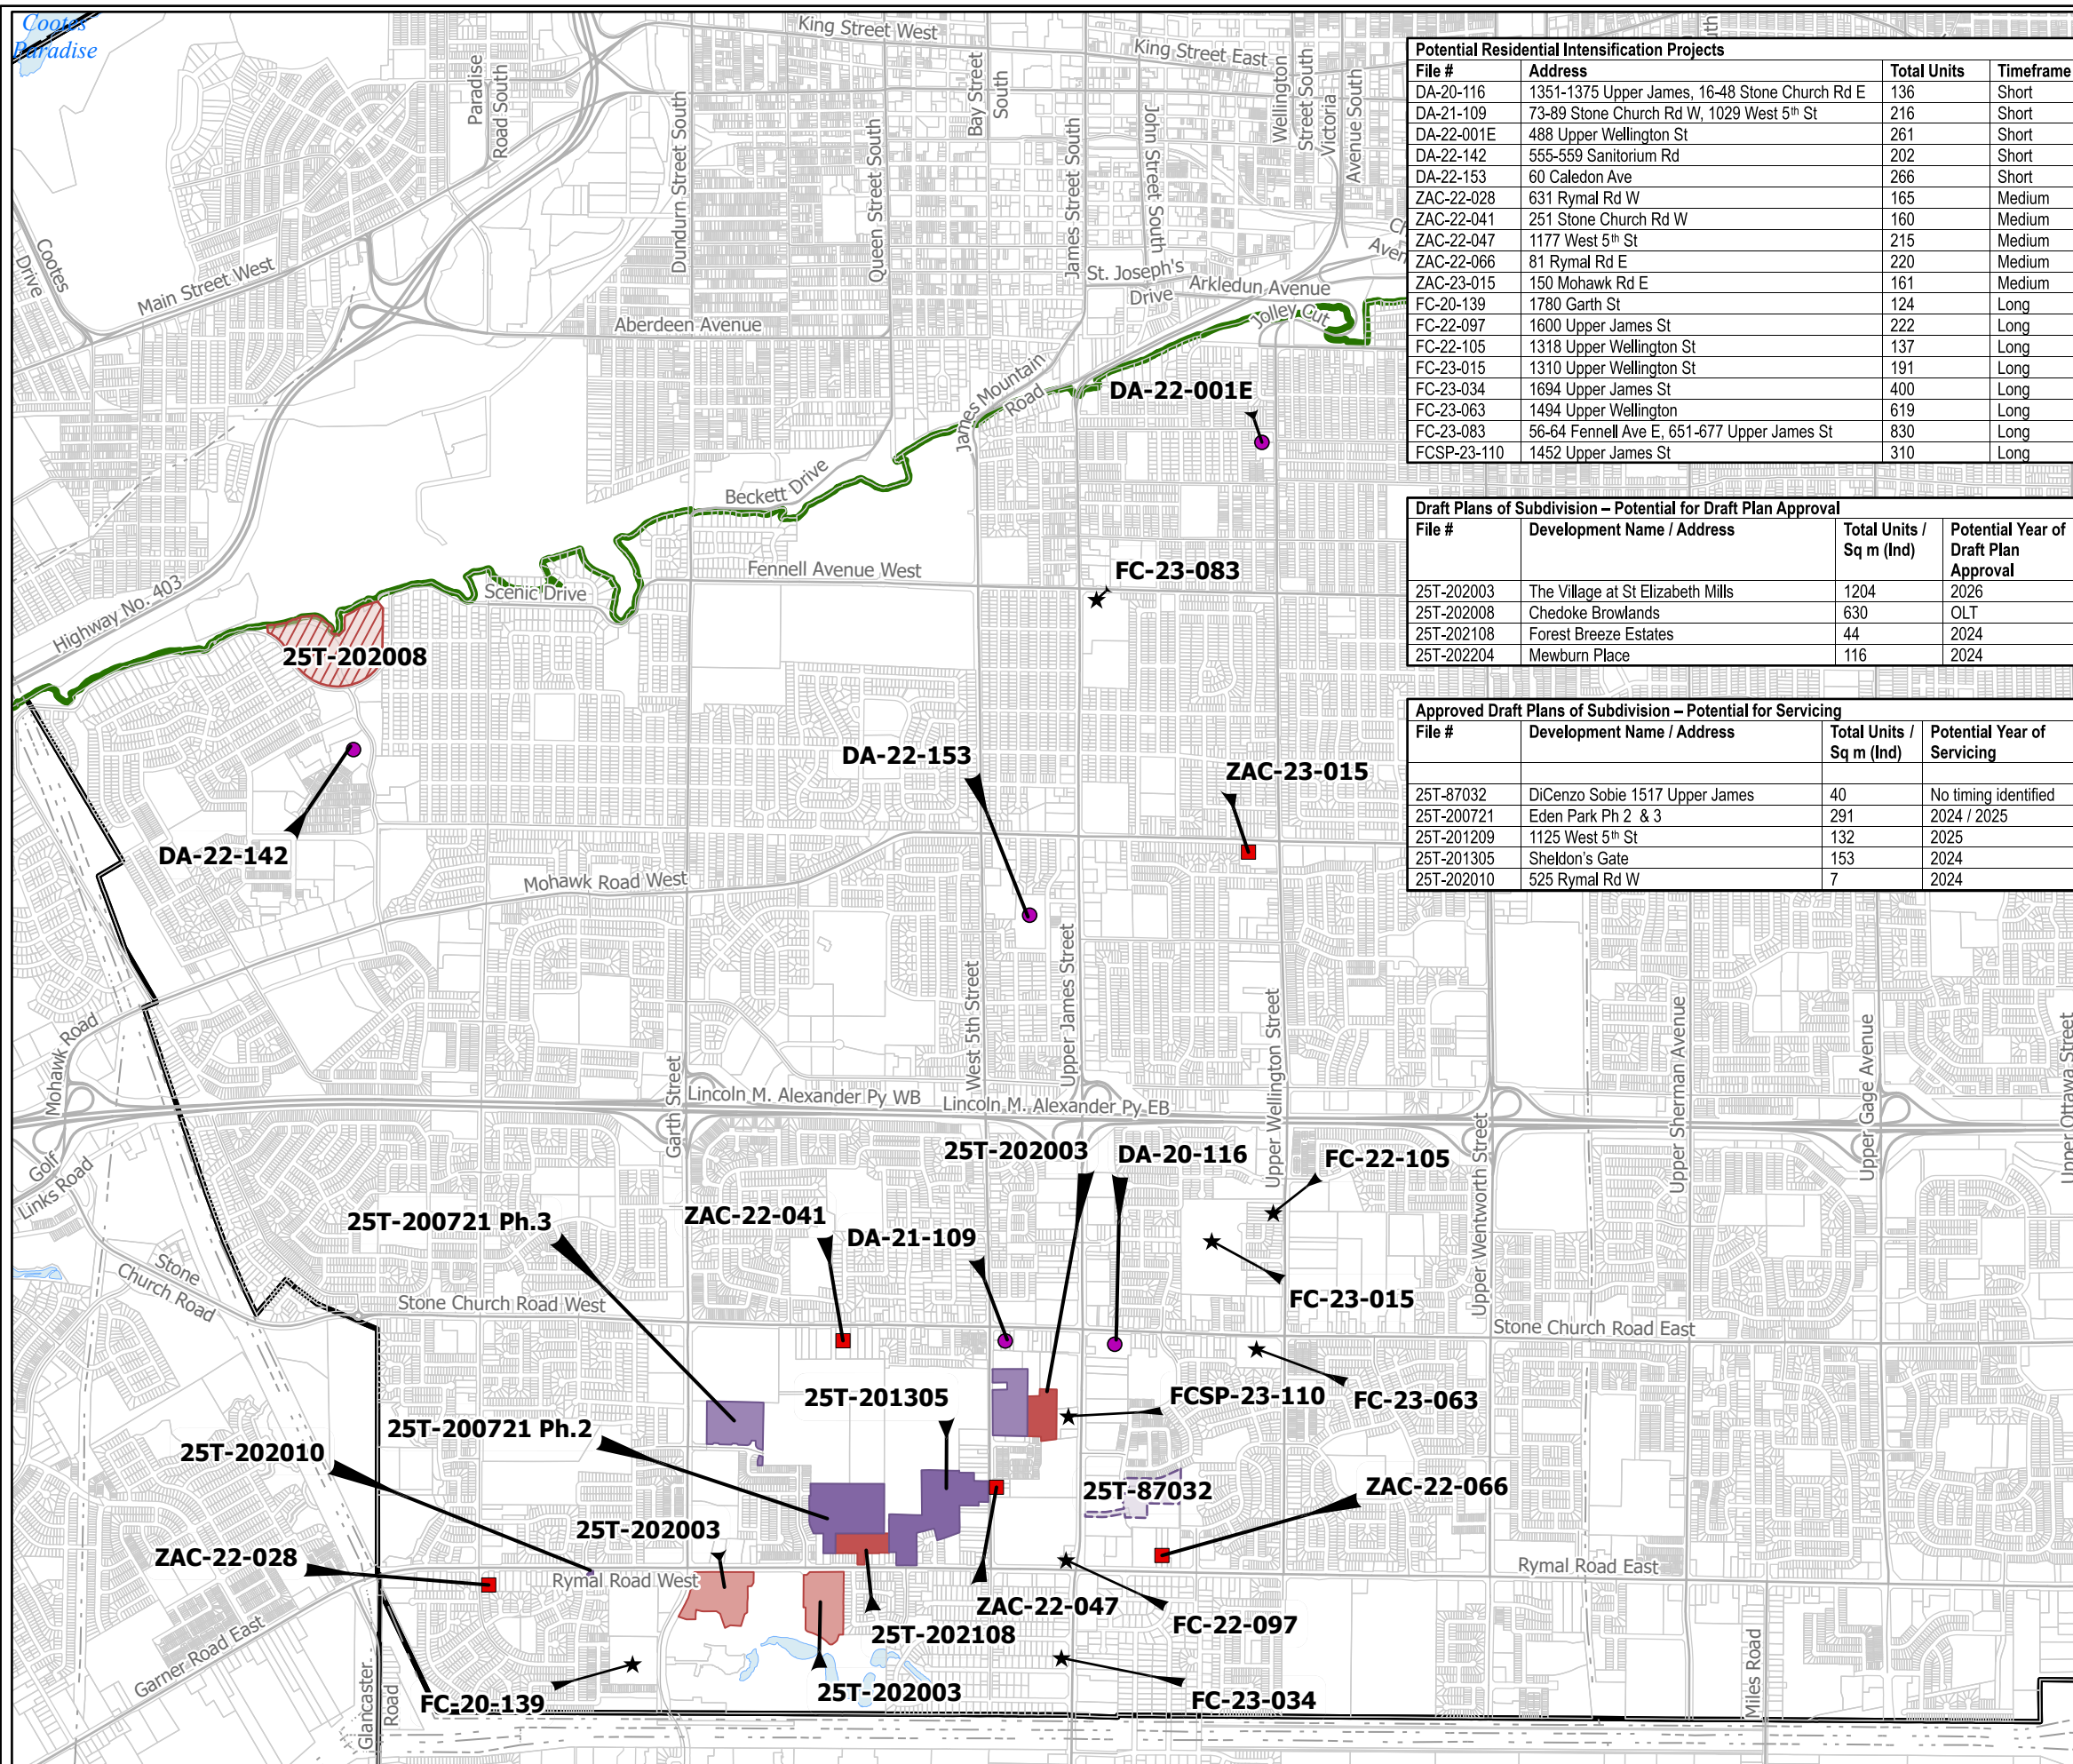 Cootes
Paradise
King Street West
King Street East
Paradise
Road South
Bay Street
South
Wellington
Street South
Victoria
Avenue South
Dundurn Street South
Queen Street South
James Street South
John Street South
Cootes
Drive
Main Street West
St. Joseph's
Drive
Arkledun Avenue
Jolley Cut
Aberdeen Avenue
James Mountain
Road
Beckett Drive
Fennell Avenue West
Scenic Drive
Highway No. 403
Potential Residential Intensification Projects
File # Address Total Units Timeframe
DA-20-116 1351-1375 Upper James, 16-48 Stone Church Rd E 136 Short
DA-21-109 73-89 Stone Church Rd W, 1029 West 5th St 216 Short
DA-22-001E 488 Upper Wellington St 261 Short
DA-22-142 555-559 Sanitorium Rd 202 Short
DA-22-153 60 Caledon Ave 266 Short
ZAC-22-028 631 Rymal Rd W 165 Medium
ZAC-22-041 251 Stone Church Rd W 160 Medium
ZAC-22-047 1177 West 5th St 215 Medium
ZAC-22-066 81 Rymal Rd E 220 Medium
ZAC-23-015 150 Mohawk Rd E 161 Medium
FC-20-139 1780 Garth St 124 Long
FC-22-097 1600 Upper James St 222 Long
FC-22-105 1318 Upper Wellington St 137 Long
FC-23-015 1310 Upper Wellington St 191 Long
FC-23-034 1694 Upper James St 400 Long
FC-23-063 1494 Upper Wellington 619 Long
FC-23-083 56-64 Fennell Ave E, 651-677 Upper James St 830 Long
FCSP-23-110 1452 Upper James St 310 Long
Draft Plans of Subdivision – Potential for Draft Plan Approval
File # Development Name / Address Total Units / Sq m (Ind) Potential Year of Draft Plan Approval
25T-202003 The Village at St Elizabeth Mills 1204 2026
25T-202008 Chedoke Browlands 630 OLT
25T-202108 Forest Breeze Estates 44 2024
25T-202204 Mewburn Place 116 2024
Approved Draft Plans of Subdivision – Potential for Servicing
File # Development Name / Address Total Units / Sq m (Ind) Potential Year of Servicing
25T-87032 DiCenzo Sobie 1517 Upper James 40 No timing identified
25T-200721 Eden Park Ph 2 & 3 291 2024 / 2025
25T-201209 1125 West 5th St 132 2025
25T-201305 Sheldon's Gate 153 2024
25T-202010 525 Rymal Rd W 7 2024
DA-22-001E
FC-23-083
25T-202008
DA-22-153
ZAC-23-015
DA-22-142
Mohawk Road West
Mohawk Road
West 5th Street
Upper James Street
Upper Wellington Street
Garth Street
Upper Sherman Avenue
Upper Gage Avenue
Upper Ottawa Street
Upper Wentworth Street
Lincoln M. Alexander Py WB
Lincoln M. Alexander Py EB
Golf
Links Road
Stone
Church Road
25T-202003
DA-20-116
FC-22-105
25T-200721 Ph.3
ZAC-22-041
DA-21-109
FC-23-015
Stone Church Road West
Stone Church Road East
25T-201305
FCSP-23-110
FC-23-063
25T-200721 Ph.2
25T-202010
25T-87032
ZAC-22-066
25T-202003
ZAC-22-028
Rymal Road West
Rymal Road East
ZAC-22-047
FC-22-097
25T-202108
Garner Road East
Glancaster
Road
Miles Road
FC-20-139
25T-202003
FC-23-034